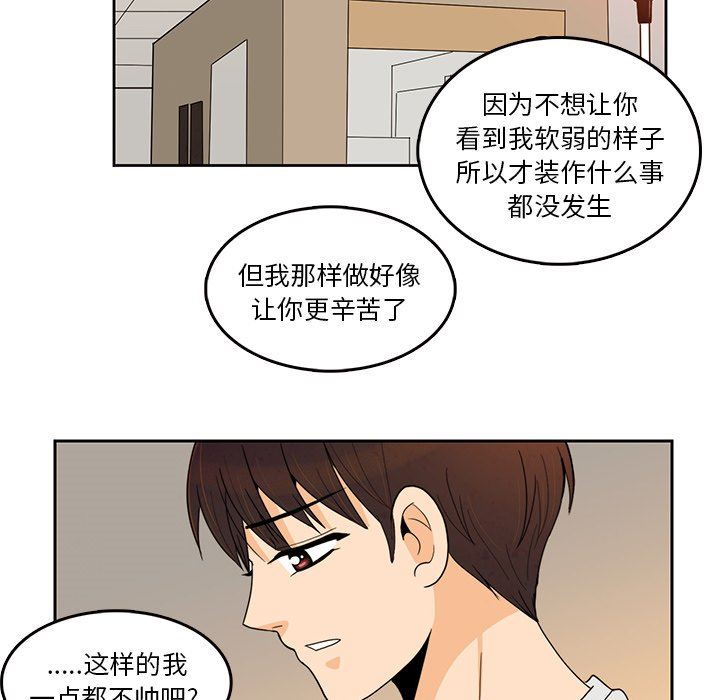 因为不想让你
看到我软弱的样子
所以才装作什么事
都没发生
但我那样做好像
让你更辛苦了
.....这样的我
一点都不帅吧?